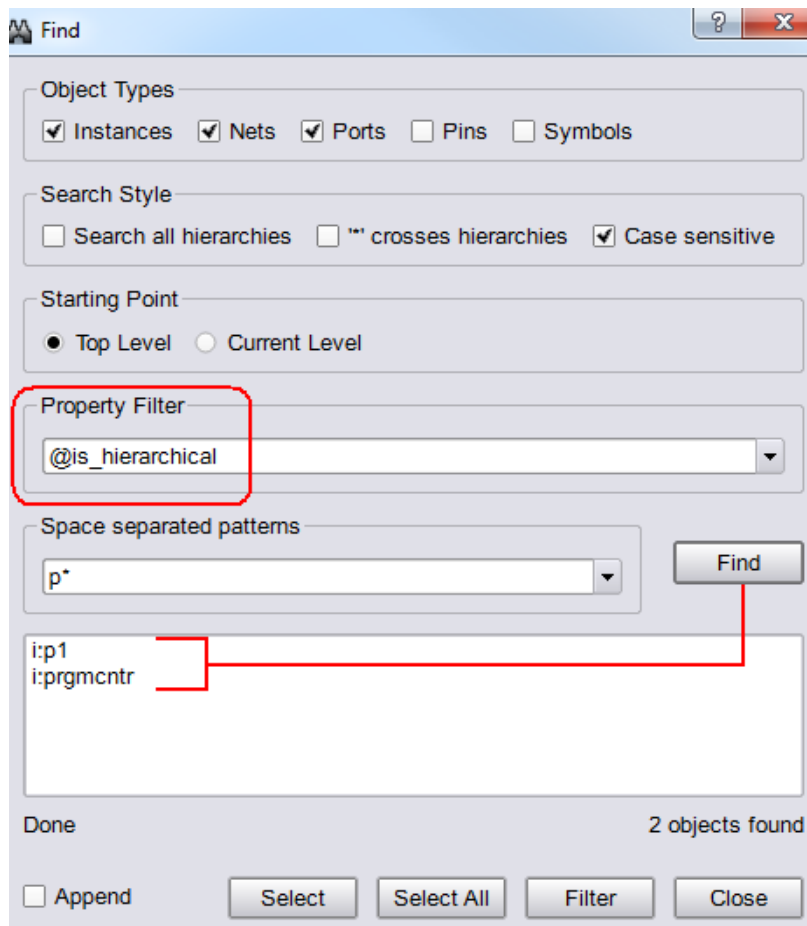 Find
Object Types
Instances Nets Ports Pins Symbols
Search Style
Search all hierarchies '*' crosses hierarchies Case sensitive
Starting Point
Top Level Current Level
Property Filter
@is_hierarchical
Space separated patterns
p*
Find
i:p1
i:prgmcntr
Done 2 objects found
Append Select Select All Filter Close